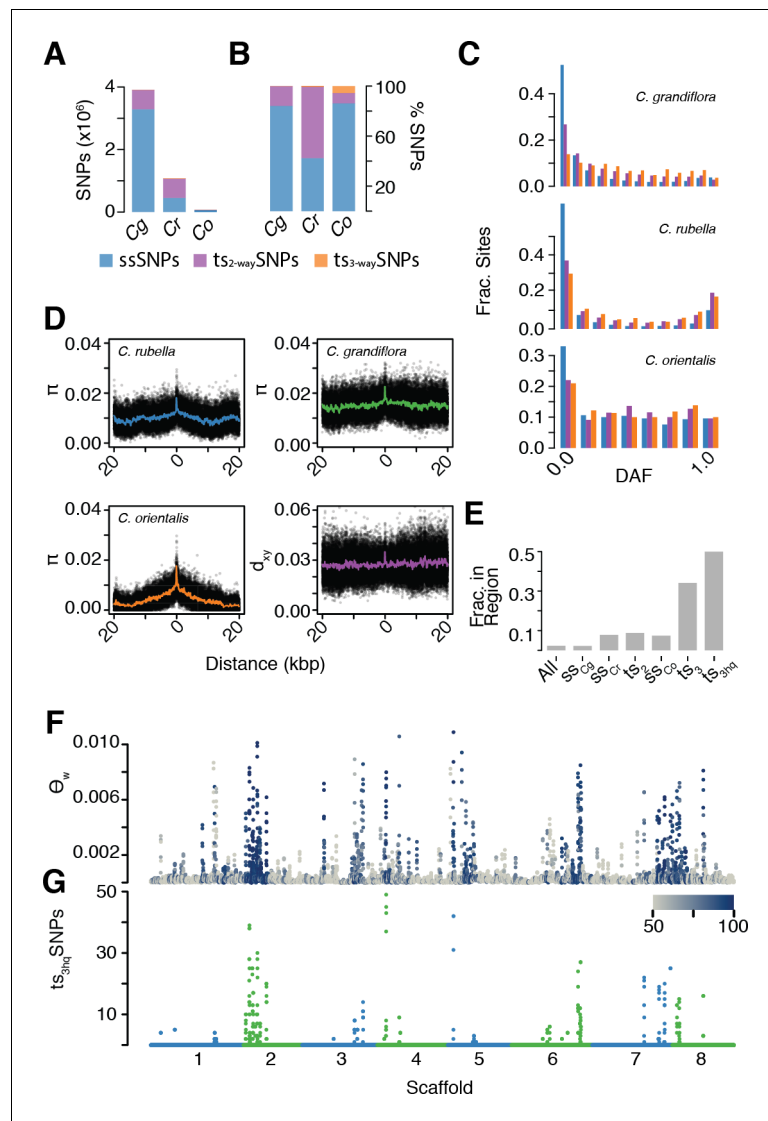 A
B
C
4
2
0
SNPs (x10⁶)
Cg
Cr
Co
100
60
20
% SNPs
Cg
Cr
Co
ssSNPs
ts2-waySNPs
ts3-waySNPs
C. grandiflora
0.4
0.2
0.0
C. rubella
0.4
0.2
0.0
C. orientalis
0.3
0.2
0.1
0.0
Frac. Sites
0.0
1.0
DAF
D
C. rubella
0.04
0.02
0.00
π
20
0
20
C. grandiflora
0.04
0.02
0.00
π
20
0
20
C. orientalis
0.04
0.02
0.00
π
20
0
20
0.06
0.03
0.00
dxy
20
0
20
Distance (kbp)
E
0.5
0.3
0.1
Frac. in
Region
All
ssCg
ssCr
ts2
ssCo
ts3
ts3hq
F
0.010
0.006
0.002
Θw
G
50
30
10
ts3hqSNPs
50
100
1
2
3
4
5
6
7
8
Scaffold